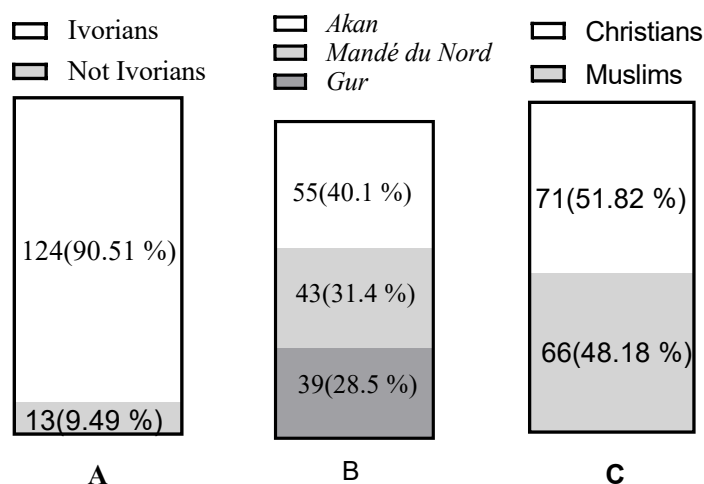 Ivorians
Not Ivorians
124(90.51 %)
13(9.49 %)
A
Akan
Mandé du Nord
Gur
55(40.1 %)
43(31.4 %)
39(28.5 %)
B
Christians
Muslims
71(51.82 %)
66(48.18 %)
C